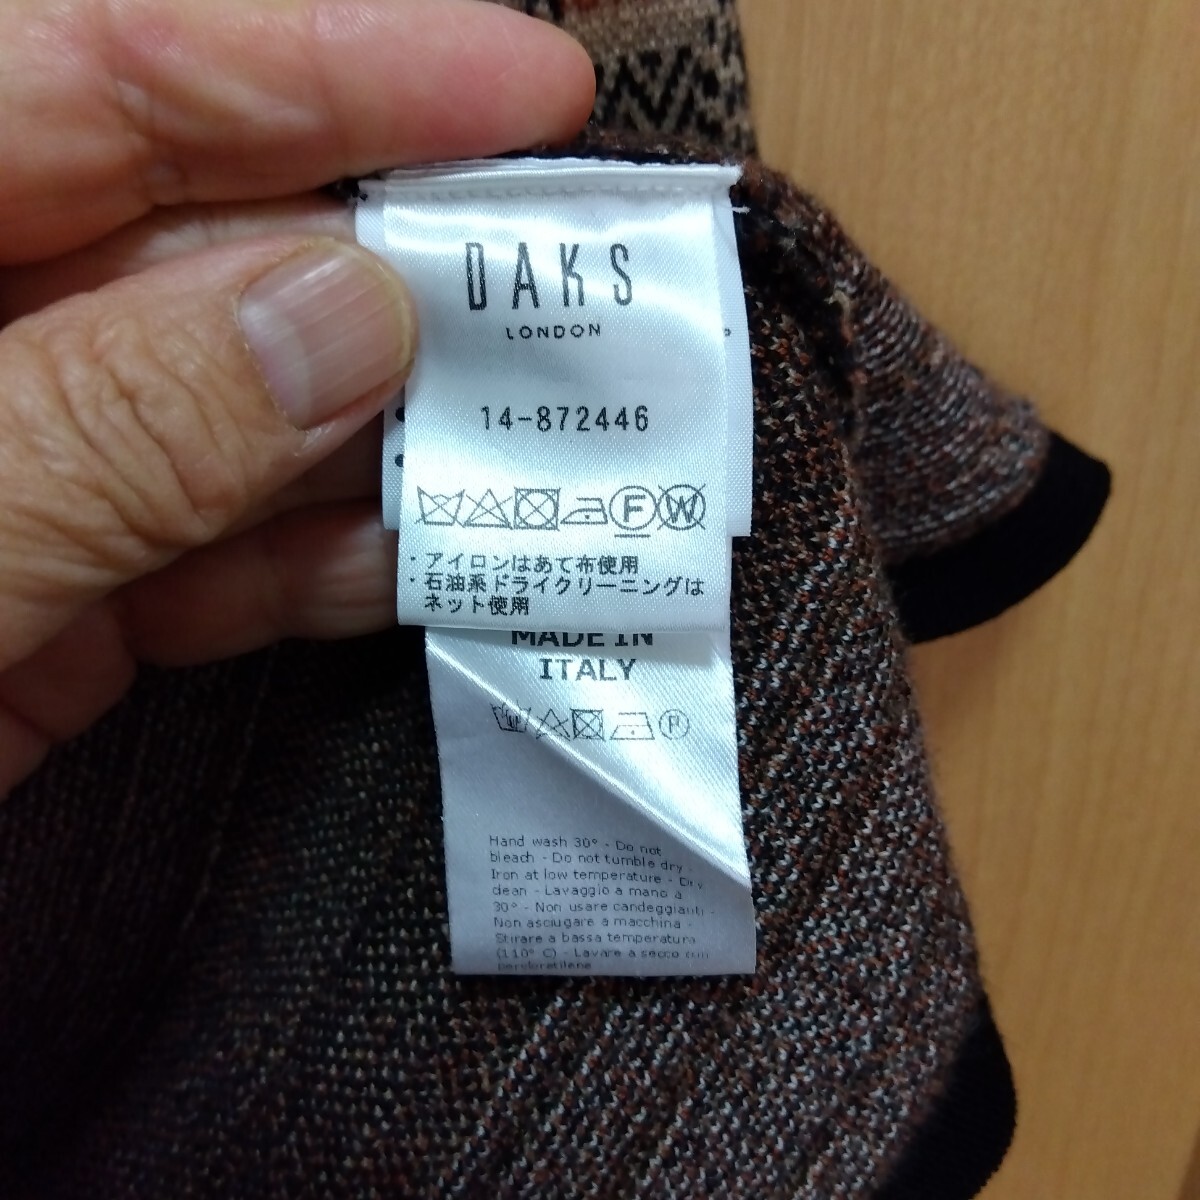 DAKS
LONDON
14-872446
F W
・アイロンはあて布使用
・石油系ドライクリーニングは
ネット使用
MADE IN
ITALY
P
Hand wash 30° - Do not
bleach - Do not tumble dry -
Iron at low temperature - Dry
clean - Lavaggio a mano a
30° - Non usare candeggianti -
Non asciugare a macchina -
Stirare a bassa temperatura
(110° C) - Lavare a secco con
percloretilene